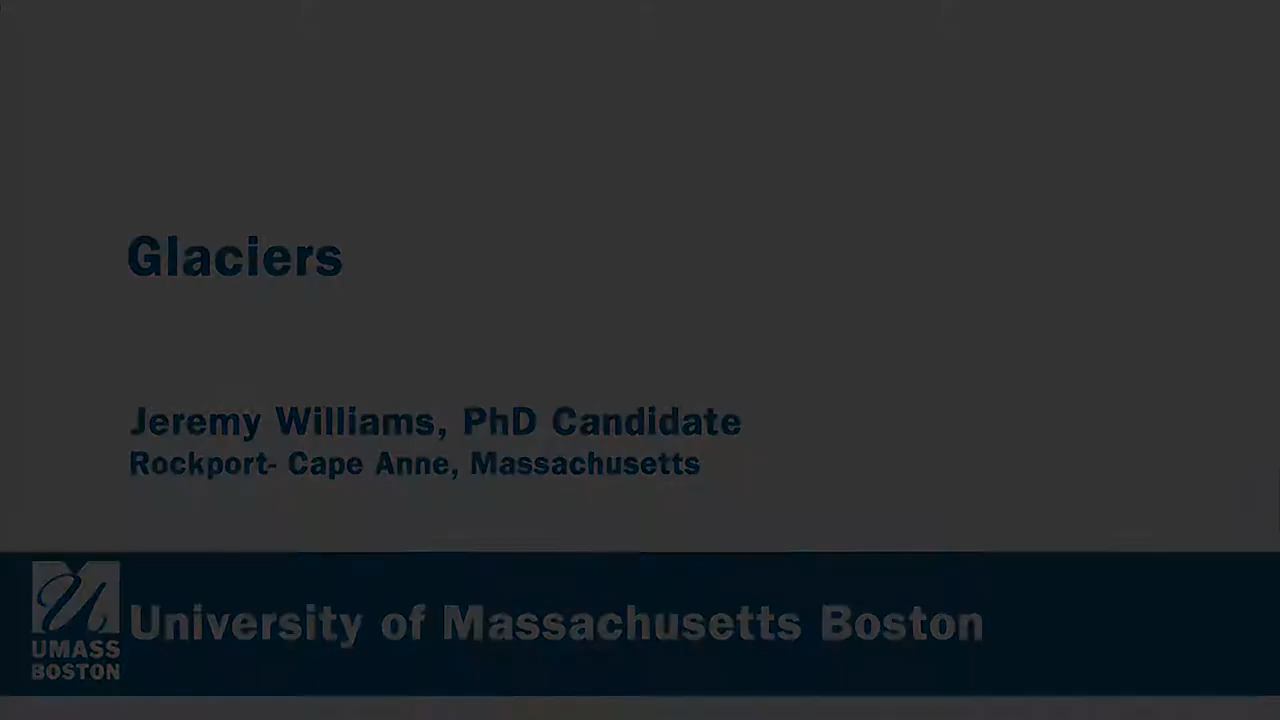 Glaciers
Jeremy Williams, PhD Candidate
Rockport- Cape Anne, Massachusetts
University of Massachusetts Boston
UMASS
BOSTON